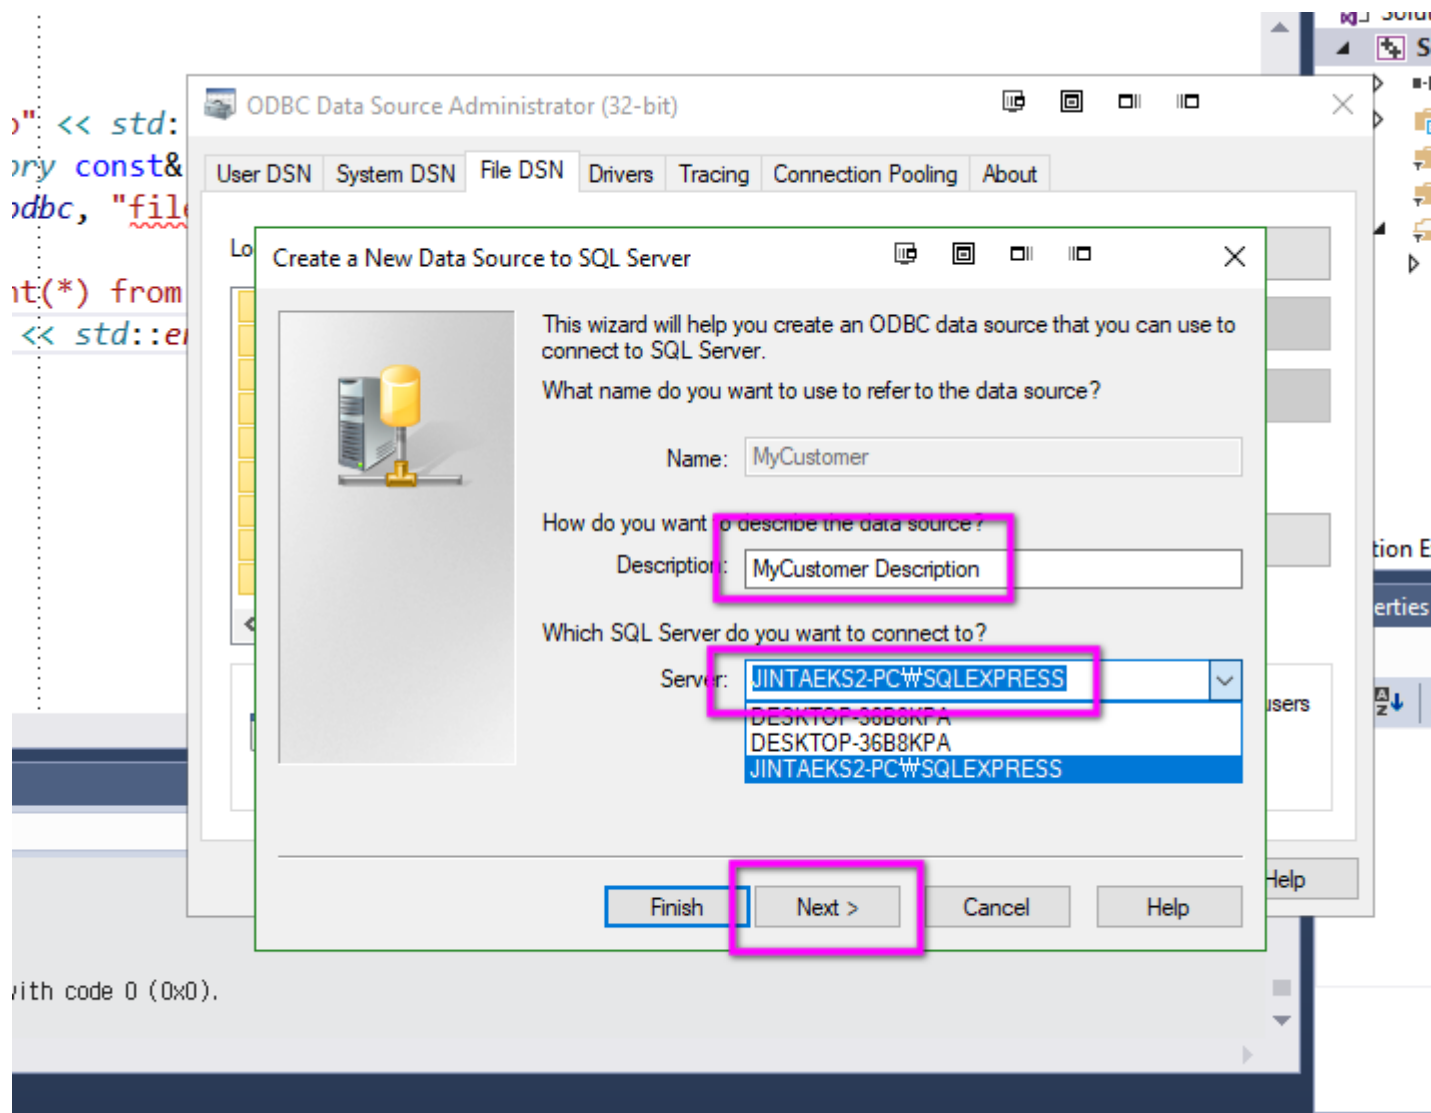 S
ODBC Data Source Administrator (32-bit)
" << std:
ory const&
odbc, "file
nt(*) from
<< std::e
User DSN
System DSN
File DSN
Drivers
Tracing
Connection Pooling
About
Lo
Create a New Data Source to SQL Server
This wizard will help you create an ODBC data source that you can use to
connect to SQL Server.
What name do you want to use to refer to the data source?
Name: MyCustomer
How do you want to describe the data source?
Description: MyCustomer Description
Which SQL Server do you want to connect to?
Server: JINTAEKS2-PC₩SQLEXPRESS
DESKTOP-36B8KPA
DESKTOP-36B8KPA
JINTAEKS2-PC₩SQLEXPRESS
Finish
Next >
Cancel
Help
users
Help
tion E
erties
with code 0 (0x0).